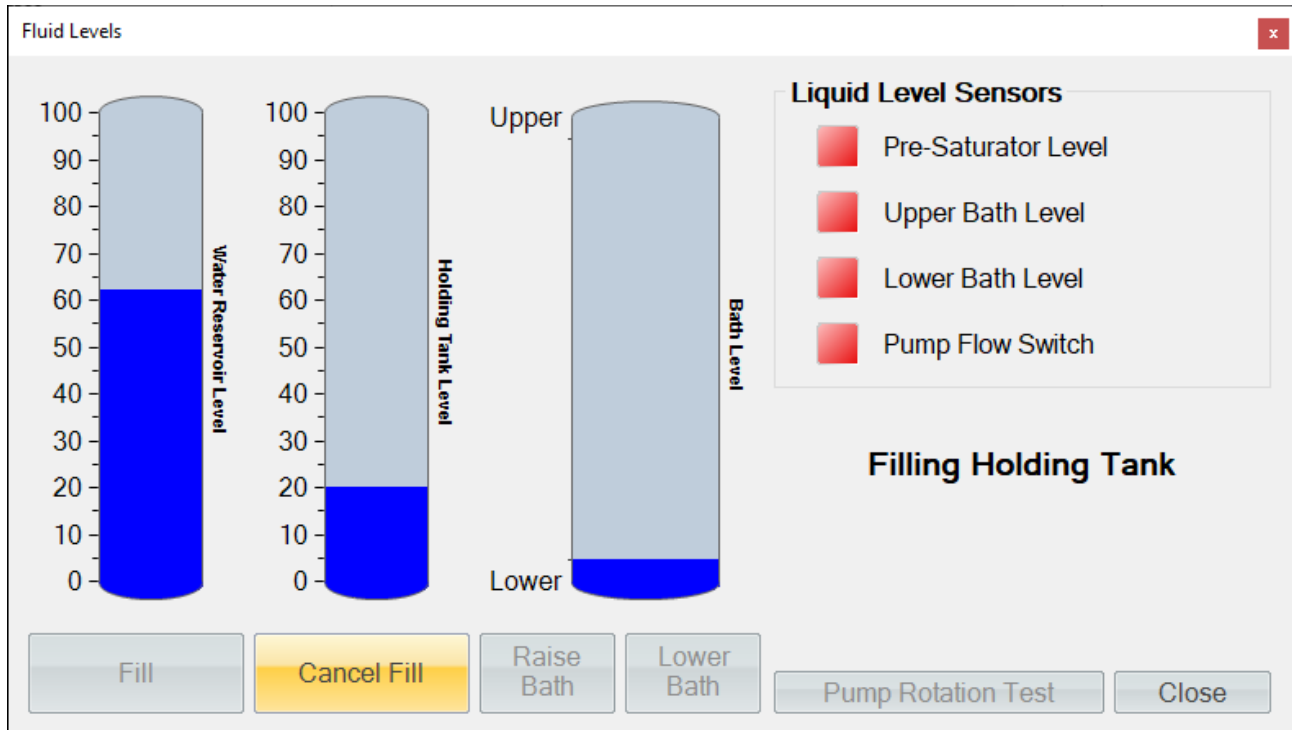 Fluid Levels
x
100
90
80
70
60
50
40
30
20
10
0
Water Reservoir Level
100
90
80
70
60
50
40
30
20
10
0
Holding Tank Level
Upper
Lower
Bath Level
Liquid Level Sensors
Pre-Saturator Level
Upper Bath Level
Lower Bath Level
Pump Flow Switch
Filling Holding Tank
Fill
Cancel Fill
Raise
Bath
Lower
Bath
Pump Rotation Test
Close